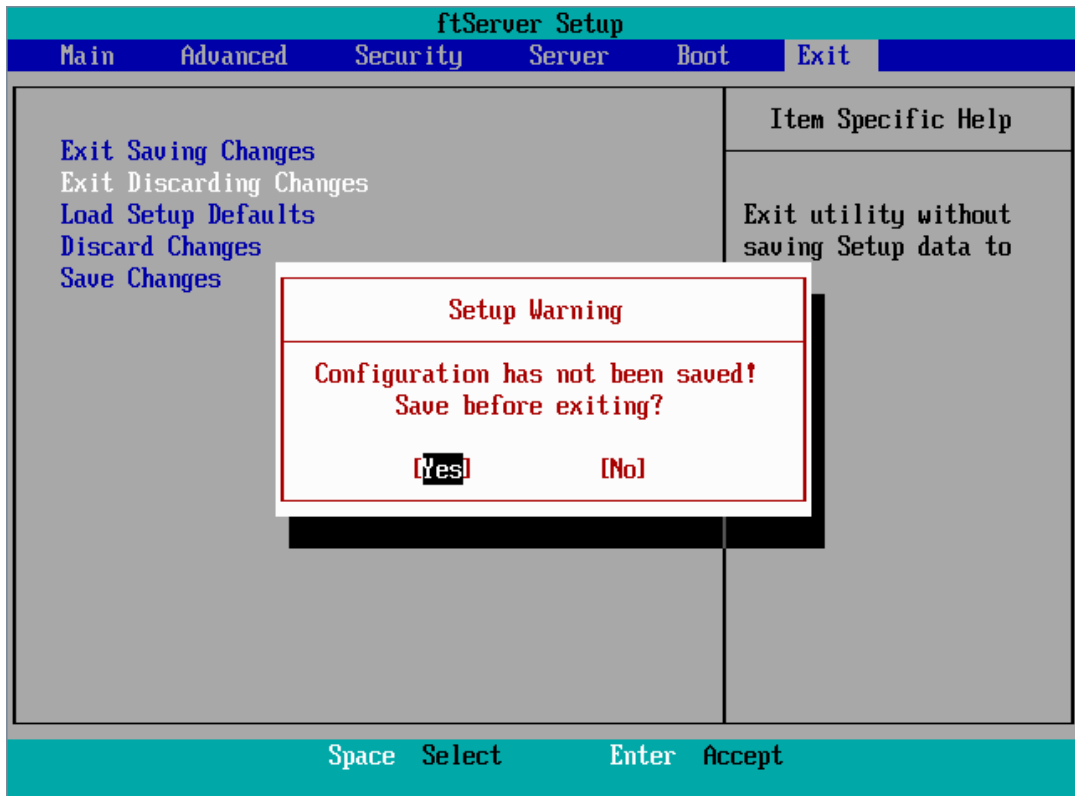 ftServer Setup
Main Advanced Security Server Boot Exit
Exit Saving Changes
Exit Discarding Changes
Load Setup Defaults
Discard Changes
Save Changes
Item Specific Help
Exit utility without
saving Setup data to
Setup Warning
Configuration has not been saved!
Save before exiting?
[Yes] [No]
Space Select Enter Accept